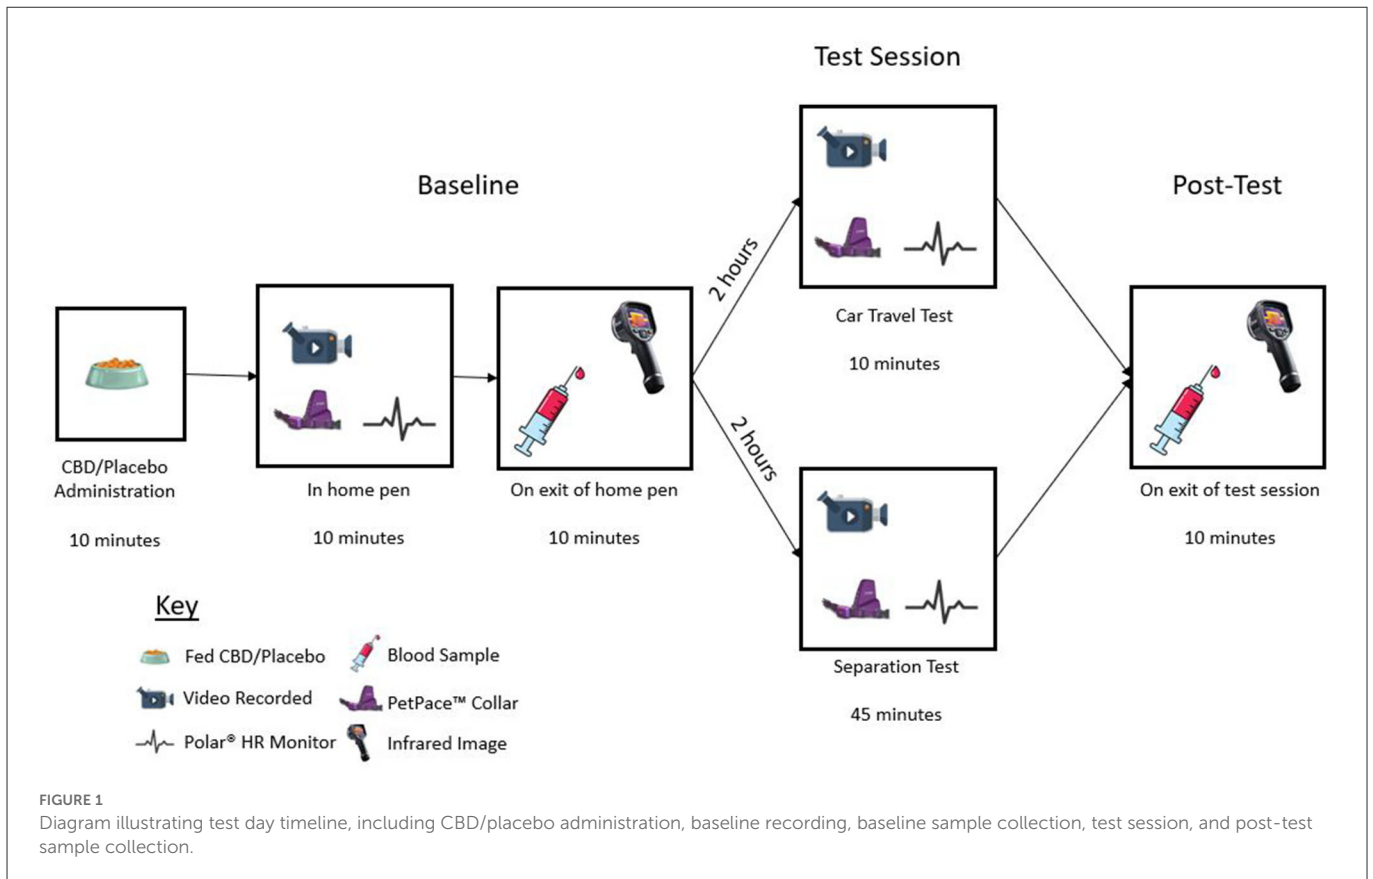 Test Session
Baseline
Post-Test
2 hours
2 hours
CBD/Placebo
Administration
10 minutes
In home pen
10 minutes
On exit of home pen
10 minutes
Car Travel Test
10 minutes
Separation Test
45 minutes
On exit of test session
10 minutes
Key
Fed CBD/Placebo
Blood Sample
Video Recorded
PetPace™ Collar
Polar® HR Monitor
Infrared Image
FIGURE 1
Diagram illustrating test day timeline, including CBD/placebo administration, baseline recording, baseline sample collection, test session, and post-test
sample collection.